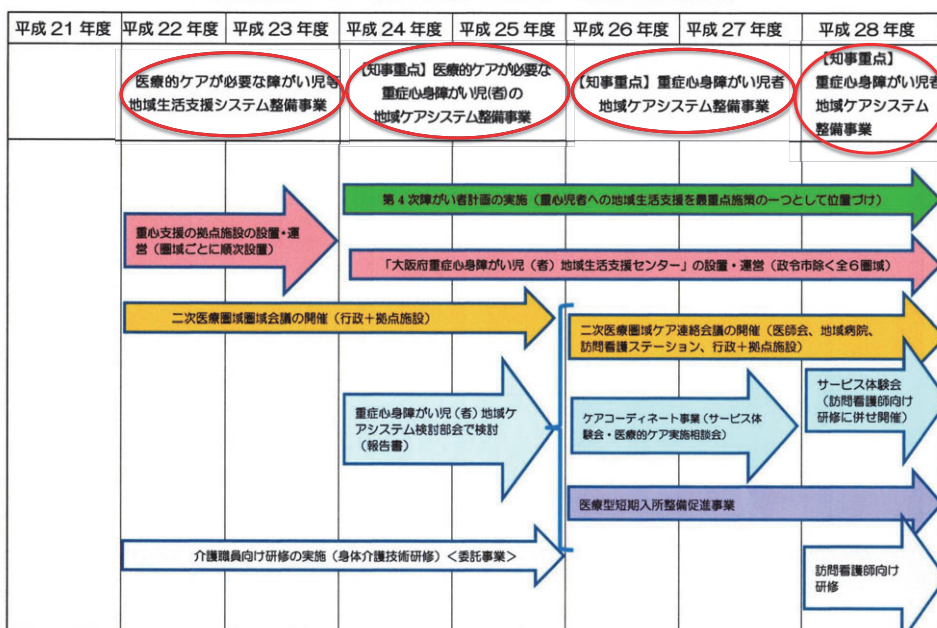 平成 21 年度
平成 22 年度
平成 23 年度
平成 24 年度
平成 25 年度
平成 26 年度
平成 27 年度
平成 28 年度
医療的ケアが必要な障がい児等
地域生活支援システム整備事業
【知事重点】医療的ケアが必要な
重症心身障がい児(者)の
地域ケアシステム整備事業
【知事重点】重症心身障がい児者
地域ケアシステム整備事業
【知事重点】
重症心身障がい児者
地域ケアシステム
整備事業
第4次障がい者計画の実施（重心児者への地域生活支援を最重点施策の一つとして位置づけ）
重心支援の拠点施設の設置・運
営（圏域ごとに順次設置）
「大阪府重症心身障がい児（者）地域生活支援センター」の設置・運営（政令市除く全6圏域）
二次医療圏域圏域会議の開催（行政＋拠点施設）
二次医療圏域ケア連絡会議の開催（医師会、地域病院、
訪問看護ステーション、行政＋拠点施設）
重症心身障がい児（者）地域ケ
アシステム検討部会で検討
（報告書）
ケアコーディネート事業（サービス体
験会・医療的ケア実施相談会）
サービス体験会
（訪問看護師向け
研修に併せ開催）
医療型短期入所整備促進事業
介護職員向け研修の実施（身体介護技術研修）＜委託事業＞
訪問看護師向け
研修